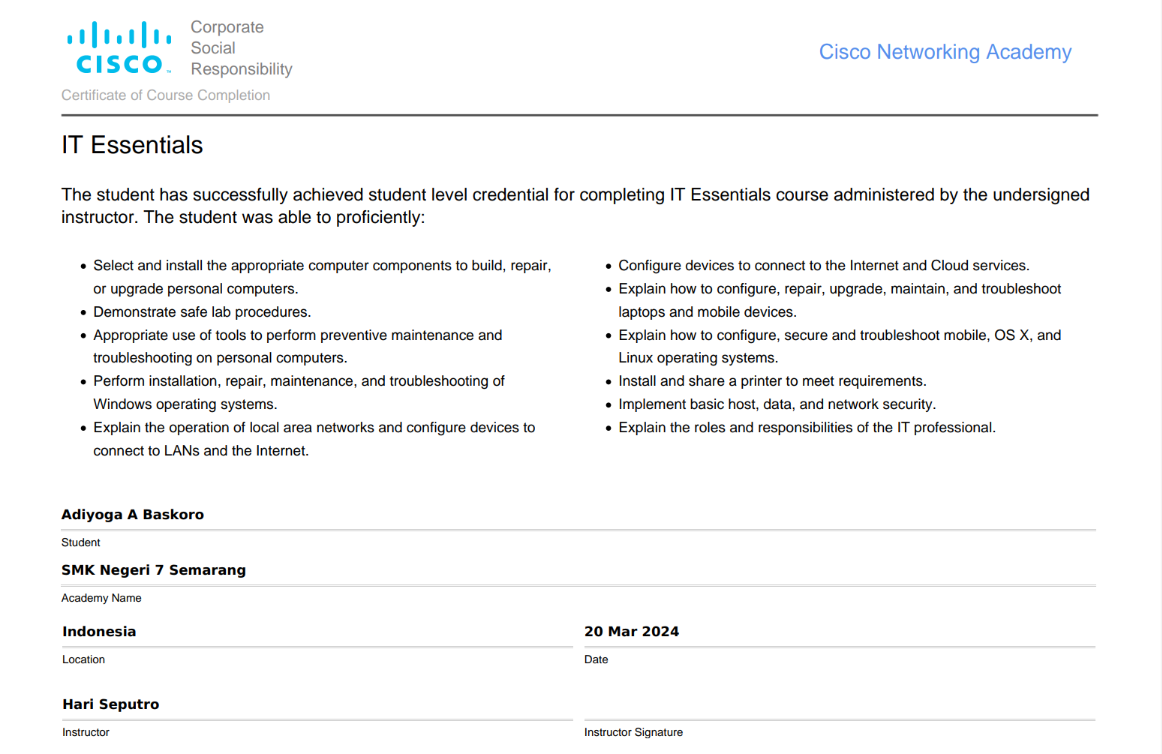 CISCO
Corporate
Social
Responsibility
Cisco Networking Academy
Certificate of Course Completion
IT Essentials
The student has successfully achieved student level credential for completing IT Essentials course administered by the undersigned
instructor. The student was able to proficiently:
• Select and install the appropriate computer components to build, repair,
or upgrade personal computers.
• Demonstrate safe lab procedures.
• Appropriate use of tools to perform preventive maintenance and
troubleshooting on personal computers.
• Perform installation, repair, maintenance, and troubleshooting of
Windows operating systems.
• Explain the operation of local area networks and configure devices to
connect to LANs and the Internet.
• Configure devices to connect to the Internet and Cloud services.
• Explain how to configure, repair, upgrade, maintain, and troubleshoot
laptops and mobile devices.
• Explain how to configure, secure and troubleshoot mobile, OS X, and
Linux operating systems.
• Install and share a printer to meet requirements.
• Implement basic host, data, and network security.
• Explain the roles and responsibilities of the IT professional.
Adiyoga A Baskoro
Student
SMK Negeri 7 Semarang
Academy Name
Indonesia
Location
20 Mar 2024
Date
Hari Seputro
Instructor
Instructor Signature